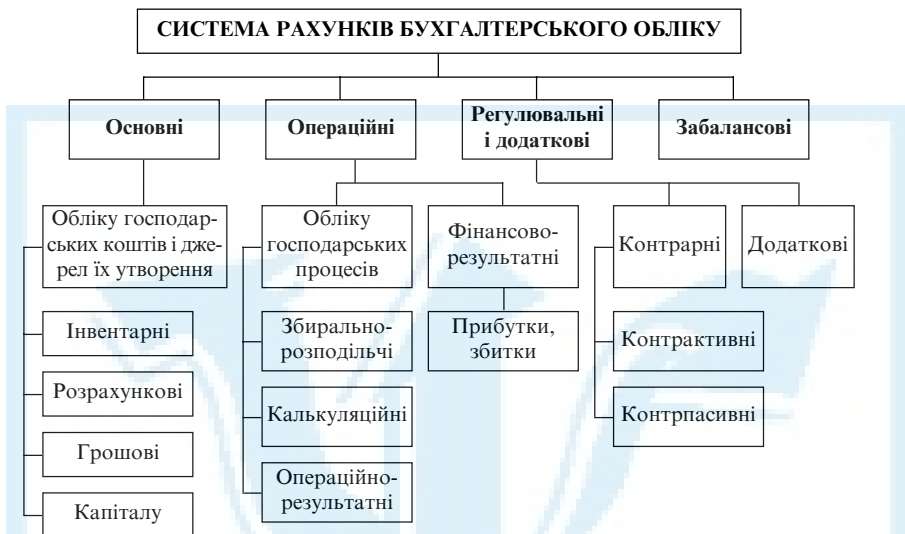 СИСТЕМА РАХУНКІВ БУХГАЛТЕРСЬКОГО ОБЛІКУ
Основні
Операційні
Регулювальні
і додаткові
Забалансові
Обліку господар-
ських коштів і дже-
рел їх утворення
Обліку
господарських
процесів
Фінансово-
результатні
Контрарні
Додаткові
Інвентарні
Збирально-
розподільчі
Прибутки,
збитки
Контрактивні
Розрахункові
Калькуляційні
Контрпасивні
Грошові
Операційно-
результатні
Капіталу